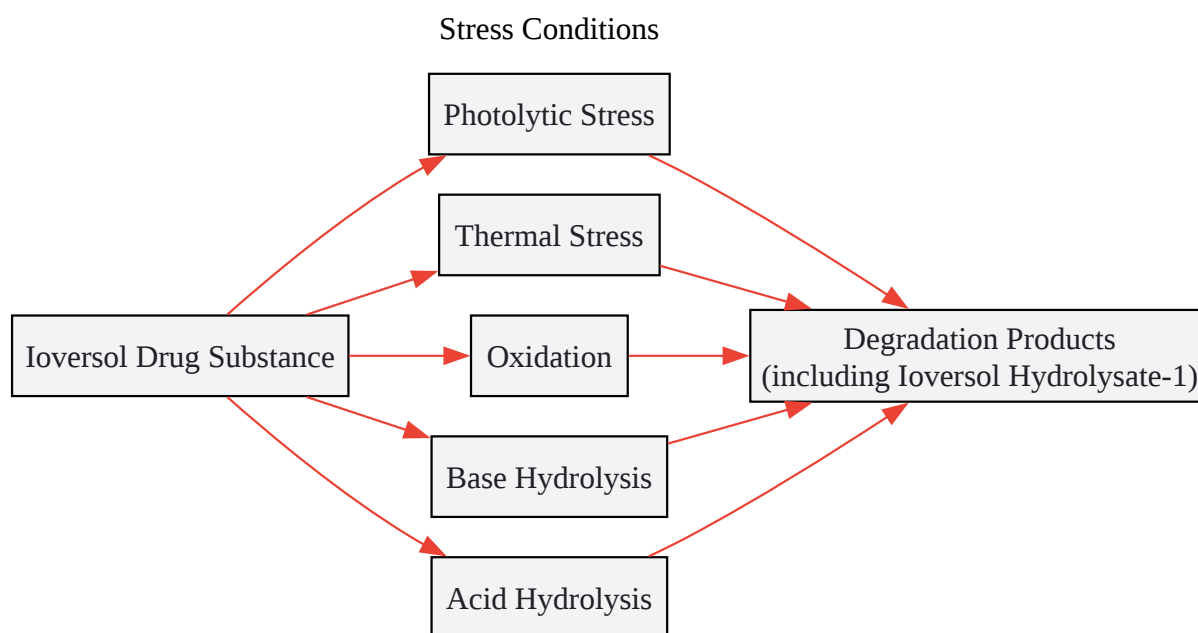 Stress Conditions
Photolytic Stress
Thermal Stress
Ioversol Drug Substance
Oxidation
Degradation Products
(including Ioversol Hydrolysate-1)
Base Hydrolysis
Acid Hydrolysis